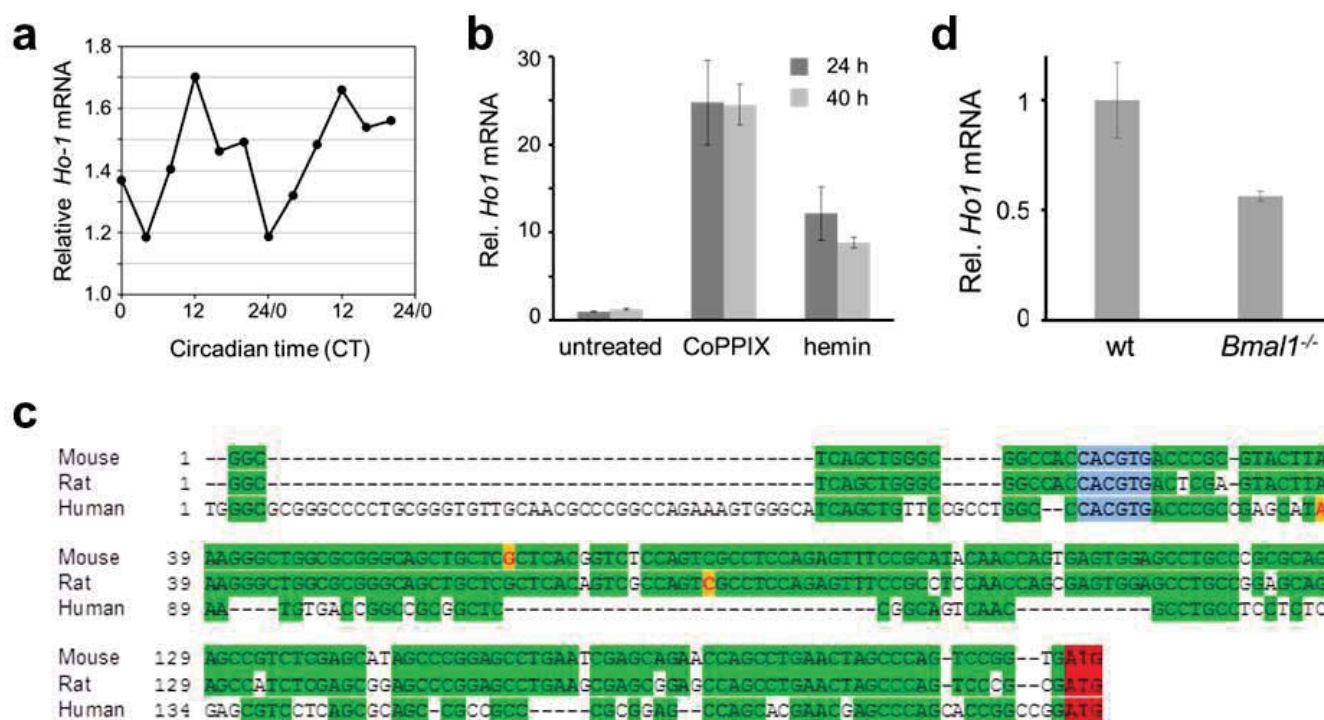 a
1.8
1.6
1.4
1.2
1.0
Relative Ho-1 mRNA
0 12 24/0 12 24/0
Circadian time (CT)
b
30
20
10
0
Rel. Ho1 mRNA
24 h
40 h
untreated CoPPIX hemin
d
1
0.5
0
Rel. Ho1 mRNA
wt Bmal1-/-
c
Mouse 1 --GGC--------------------------------------------TCAGCTGGGC-----GGCCACCACGTGACCCGC-GTACTTA
Rat 1 --GGC--------------------------------------------TCAGCTGGGC-----GGCCACCACGTGACTCGA-GTACTTA
Human 1 TGGGCGCGGGCCCCTGCGGGTGTTGCAACGCCCGGCCAGAAAGTGGGCATCAGCTGTTCCGCCTGGC--CCACGTGACCCGCCGAGCATA
Mouse 39 AAGGGCTGGCGCGGGCAGCTGCTCGCTCACGGTCTCCAGTCGCCTCCAGAGTTTCCGCATACAACCAGTGAGTGGAGCCTGCCCGCGCAG
Rat 39 AAGGGCTGGCGCGGGCAGCTGCTCGCTCACAGTCGCCAGTCGCCTCCAGAGTTTCCGCCTCCAACCAGCGAGTGGAGCCTGCCGGAGCAG
Human 89 AA----TGTGACCGGCCGCGGCTC------------------------------CGGCAGTCAAC-----------GCCTGCCTCCTCTC
Mouse 129 AGCCGTCTCGAGCATAGCCCGGAGCCTGAATCGAGCAGAACCAGCCTGAACTAGCCCAG-TCCGG--TGATG
Rat 129 AGCCATCTCGAGCGGAGCCCGGAGCCTGAAGCGAGCGGAGCCAGCCTGAACTAGCCCAG-TCCCG--CGATG
Human 134 GAGCGTCCTCAGCGCAGC-CGCCGCC-----CGCGGAG--CCAGCACGAACGAGCCCAGCACCGGCCGGATG